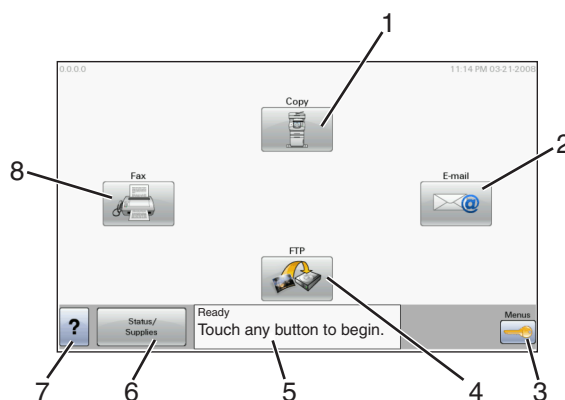 1
0.0.0.0
11:14 PM 03-21-2008
Copy
2
8
Fax
E-mail
@
FTP
Ready
Menus
?
Status/
Supplies
Touch any button to begin.
7
6
5
4
3